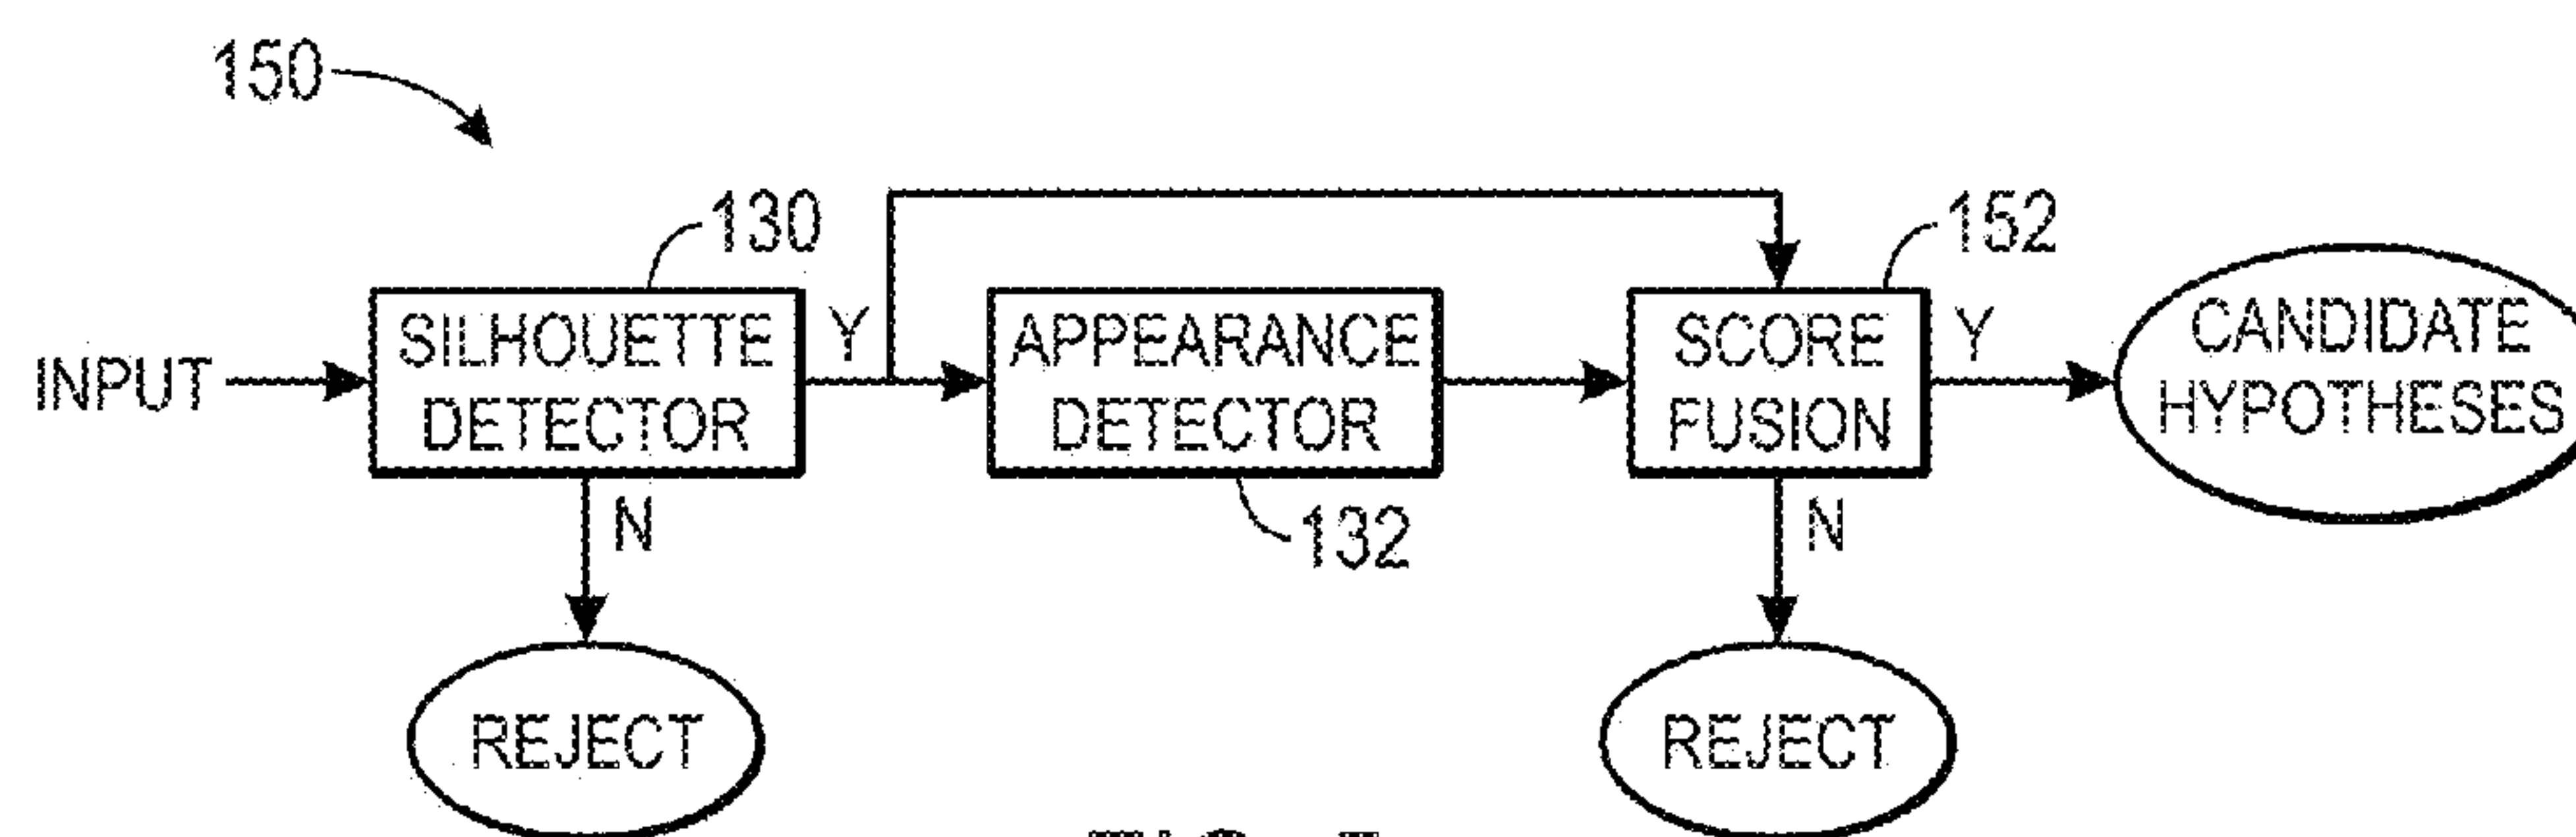 150
130
152
INPUT
SILHOUETTE
DETECTOR
Y
APPEARANCE
DETECTOR
SCORE
FUSION
Y
CANDIDATE
HYPOTHESES
N
132
N
REJECT
REJECT